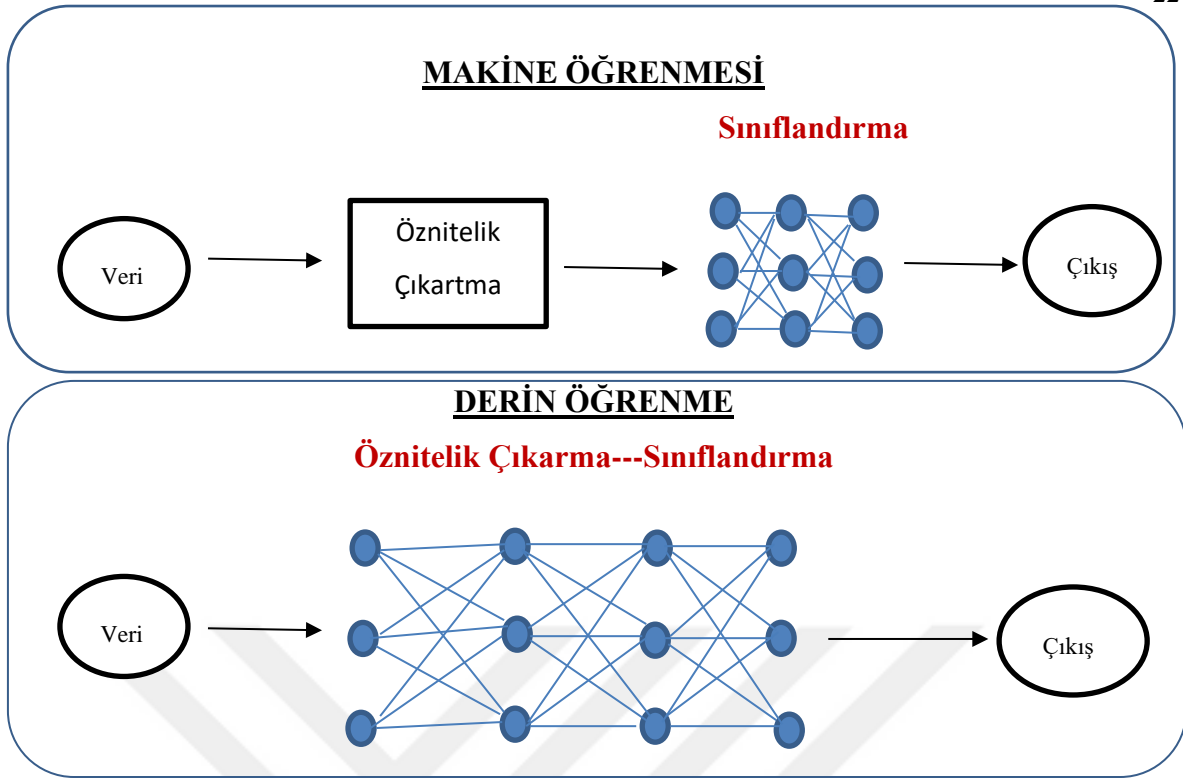 MAKİNE ÖĞRENMESİ
Sınıflandırma
Veri
Öznitelik
Çıkartma
Çıkış
DERİN ÖĞRENME
Öznitelik Çıkarma---Sınıflandırma
Veri
Çıkış